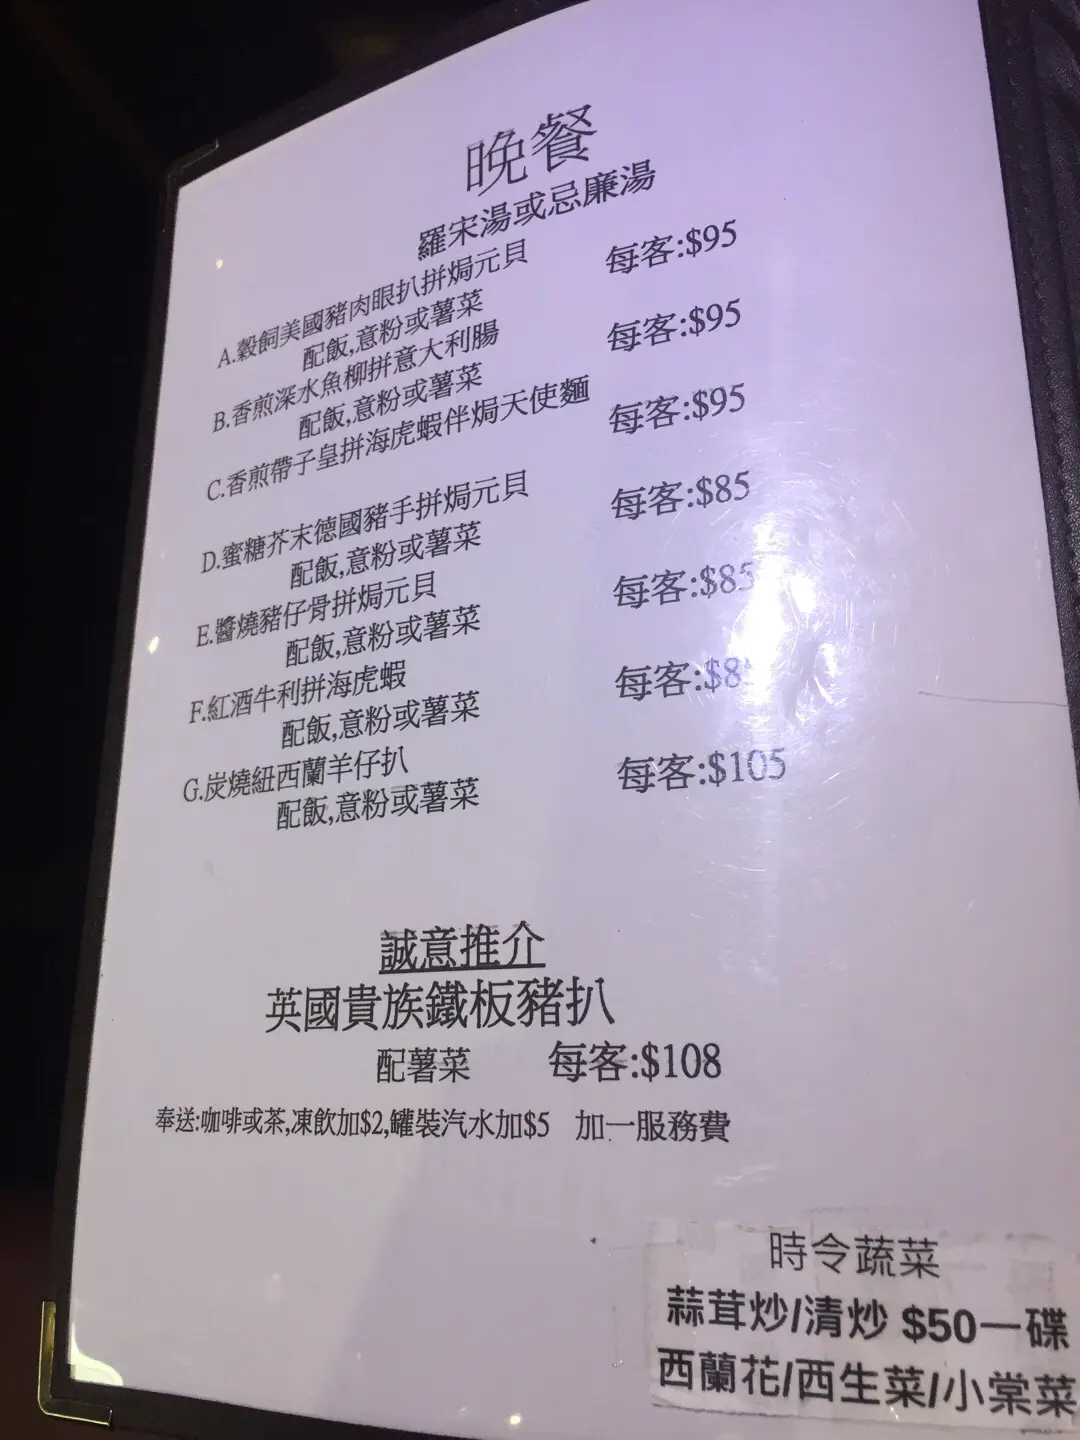 晚餐
羅宋湯或忌廉湯
A.穀飼美國豬肉眼扒拼焗元貝 每客:$95
配飯,意粉或薯菜
B.香煎深水魚柳拼意大利腸 每客:$95
配飯,意粉或薯菜
C.香煎帶子皇拼海虎蝦伴焗天使麵 每客:$95
D.蜜糖芥末德國豬手拼焗元貝 每客:$85
配飯,意粉或薯菜
E.醬燒豬仔骨拼焗元貝 每客:$85
配飯,意粉或薯菜
F.紅酒牛利拼海虎蝦 每客:
配飯,意粉或薯菜
G.炭燒紐西蘭羊仔扒 每客:$105
配飯,意粉或薯菜
誠意推介
英國貴族鐵板豬扒
配薯菜 每客:$108
奉送:咖啡或茶,凍飲加$2,罐裝汽水加$5 加一服務費
時令蔬菜
蒜茸炒/清炒 $50一碟
西蘭花/西生菜/小棠菜